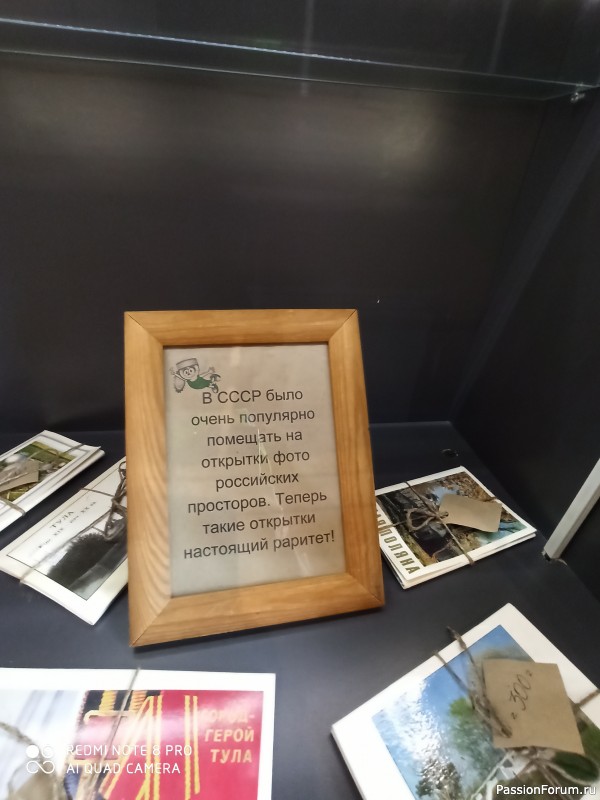 В СССР было
очень популярно
помещать на
открытки фото
российских
просторов. Теперь
такие открытки
настоящий раритет!
ТУЛА
ПОЛЯНА
ГОРОД-
ГЕРОЙ
ТУЛА
300
REDMI NOTE 8 PRO
AI QUAD CAMERA
PassionForum.ru